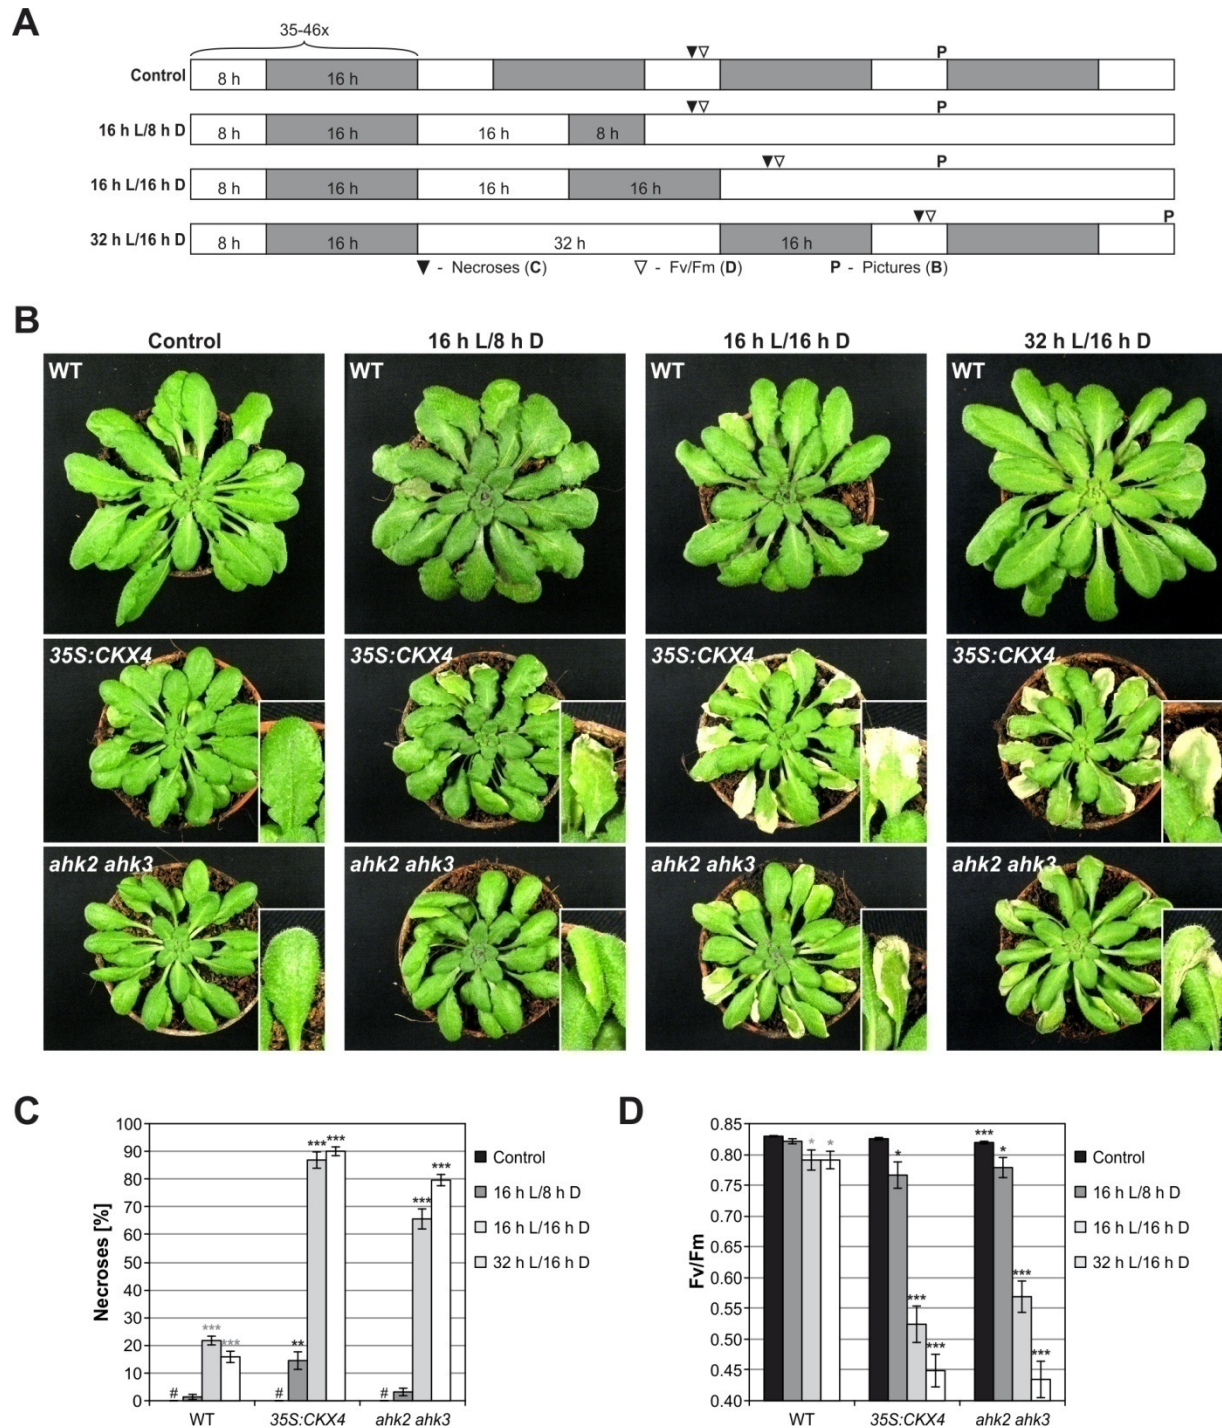 A
35-46x
Control
8 h 16 h
P
16 h L/8 h D
8 h 16 h 16 h 8 h
P
16 h L/16 h D
8 h 16 h 16 h 16 h
P
32 h L/16 h D
8 h 16 h 32 h 16 h
P
▼ - Necroses (C) ▽ - Fv/Fm (D) P - Pictures (B)
B
Control 16 h L/8 h D 16 h L/16 h D 32 h L/16 h D
WT WT WT WT
35S:CKX4 35S:CKX4 35S:CKX4 35S:CKX4
ahk2 ahk3 ahk2 ahk3 ahk2 ahk3 ahk2 ahk3
C
Necroses [%]
100
90
80
70
60
50
40
30
20
10
0
# *** ***
# ** *** ***
# *** ***
WT 35S:CKX4 ahk2 ahk3
Control
16 h L/8 h D
16 h L/16 h D
32 h L/16 h D
D
Fv/Fm
0.85
0.80
0.75
0.70
0.65
0.60
0.55
0.50
0.45
0.40
* *
* *** ***
*** * *** ***
WT 35S:CKX4 ahk2 ahk3
Control
16 h L/8 h D
16 h L/16 h D
32 h L/16 h D